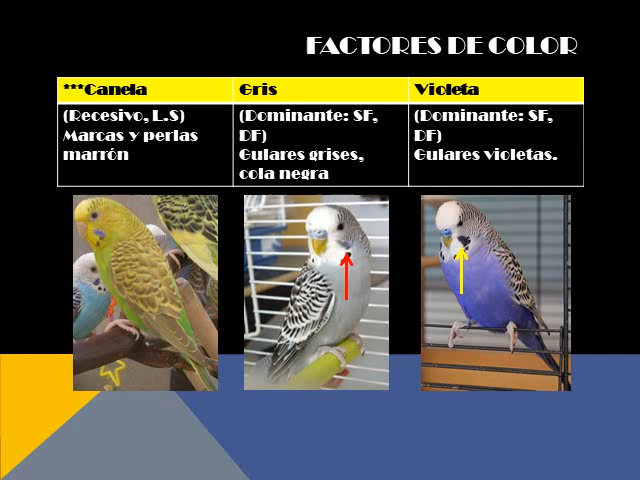 FACTORES DE COLOR
***Canela
(Recesivo, L.S)
Marcas y perlas
marrón
Gris
(Dominante: SF,
DF)
Gulares grises,
cola negra
Violeta
(Dominante: SF,
DF)
Gulares violetas.